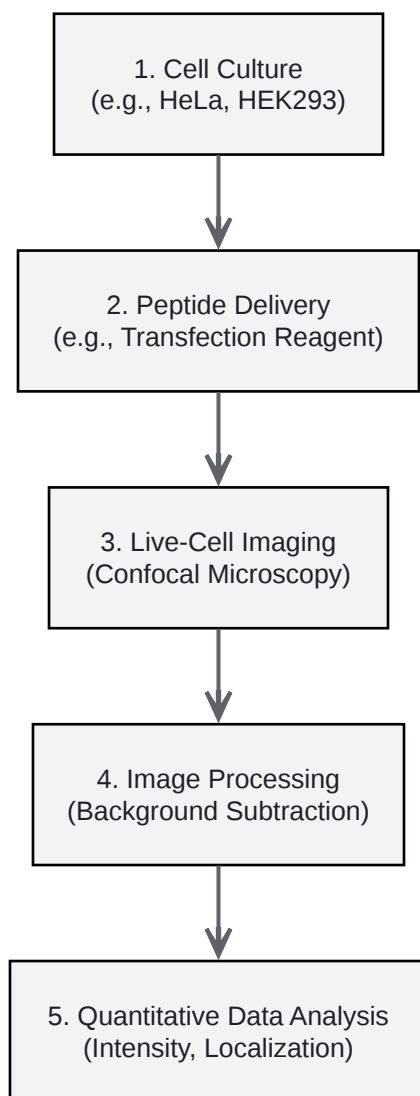 1. Cell Culture
(e.g., HeLa, HEK293)
2. Peptide Delivery
(e.g., Transfection Reagent)
3. Live-Cell Imaging
(Confocal Microscopy)
4. Image Processing
(Background Subtraction)
5. Quantitative Data Analysis
(Intensity, Localization)